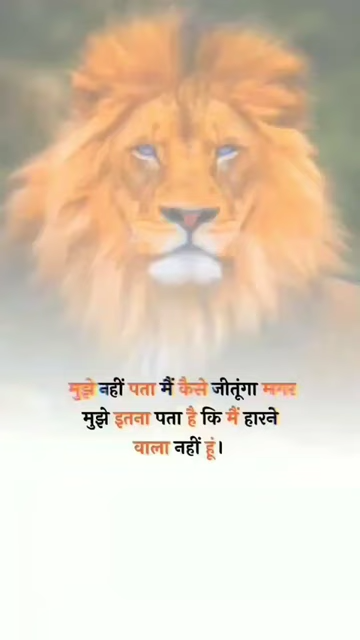 मुझे नहीं पता मैं कैसे जीतूंगा मगर
मुझे इतना पता है कि मैं हारने
वाला नहीं हूं।